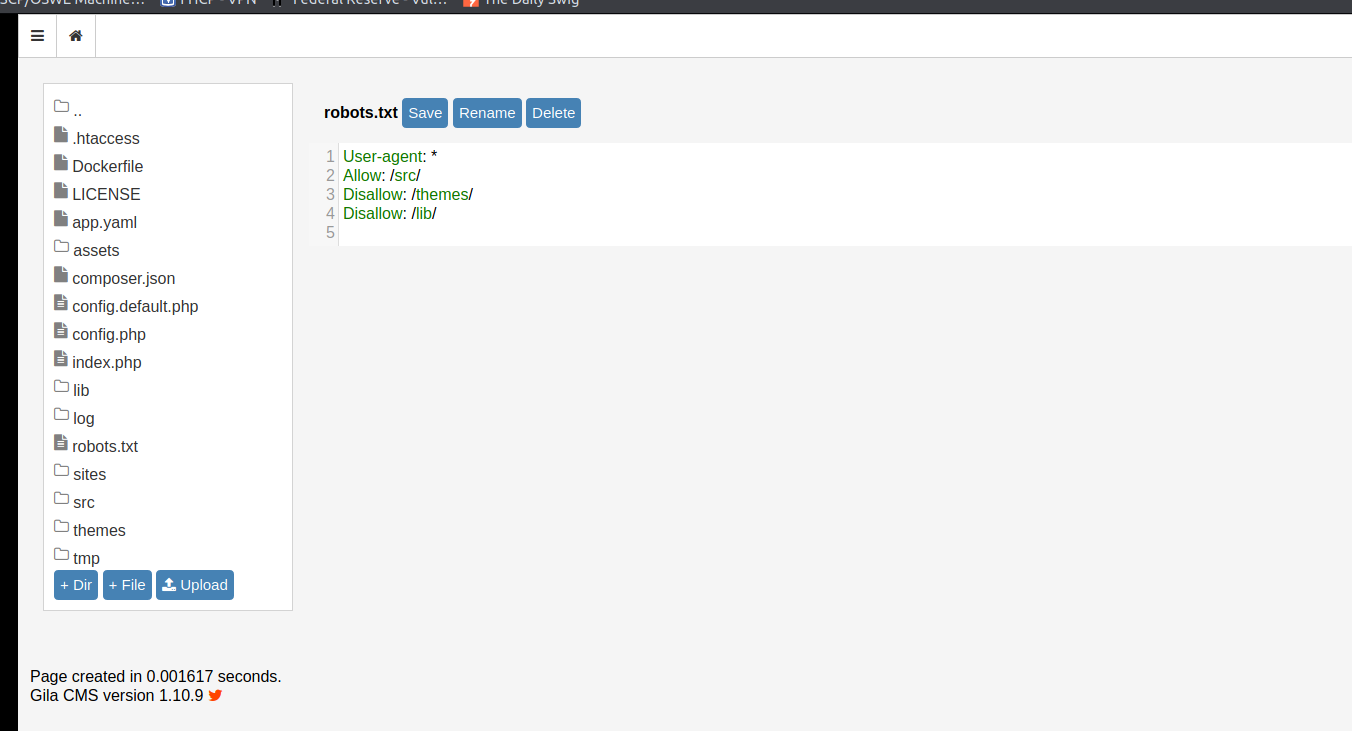 Machine...
VPN
Federal Reserve - Vul...
The Daily Swig
..
.htaccess
Dockerfile
LICENSE
app.yaml
assets
composer.json
config.default.php
config.php
index.php
lib
log
robots.txt
sites
src
themes
tmp
+ Dir + File Upload
robots.txt Save Rename Delete
1 User-agent: *
2 Allow: /src/
3 Disallow: /themes/
4 Disallow: /lib/
5
Page created in 0.001617 seconds.
Gila CMS version 1.10.9